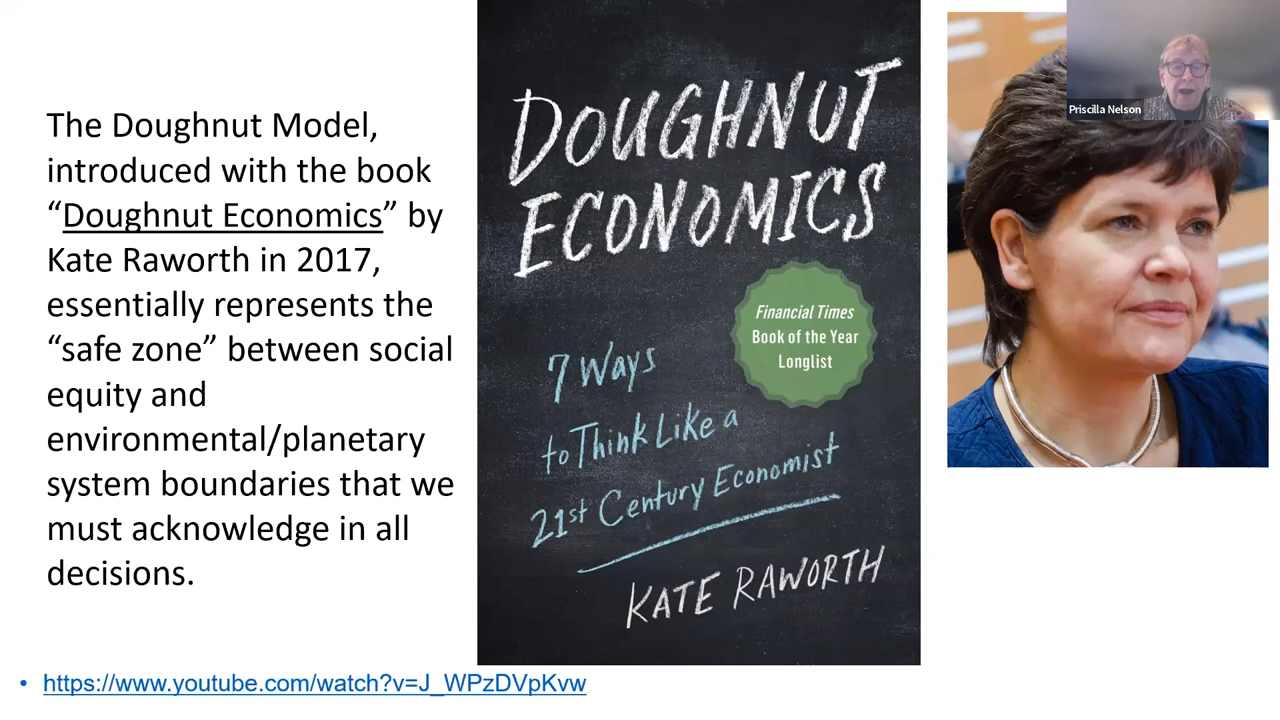 The Doughnut Model,
introduced with the book
“Doughnut Economics” by
Kate Raworth in 2017,
essentially represents the
“safe zone” between social
equity and
environmental/planetary
system boundaries that we
must acknowledge in all
decisions.
https://www.youtube.com/watch?v=J_WPzDVpKvw
DOUGHNUT
ECONOMICS
Financial Times
Book of the Year
Longlist
7 Ways
to Think Like a
21st Century Economist
KATE RAWORTH
Priscilla Nelson